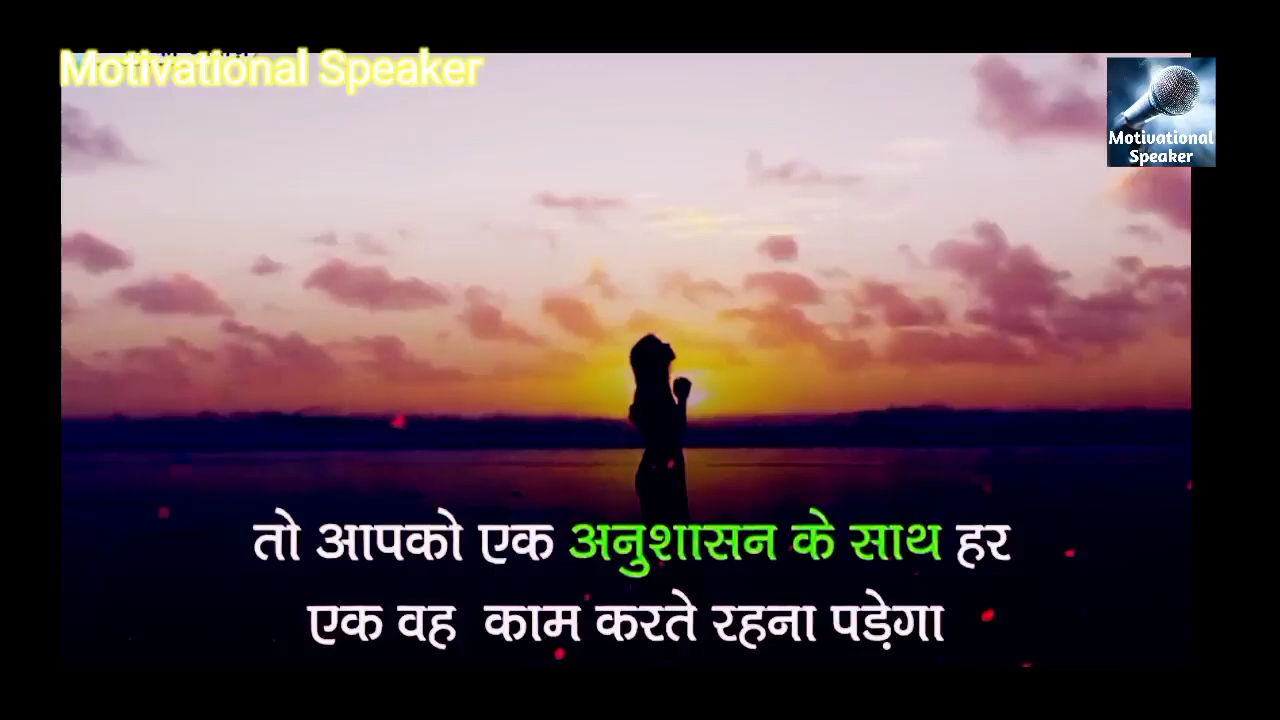 Motivational Speaker
Motivational
Speaker
तो आपको एक अनुशासन के साथ हर
एक वह काम करते रहना पड़ेगा